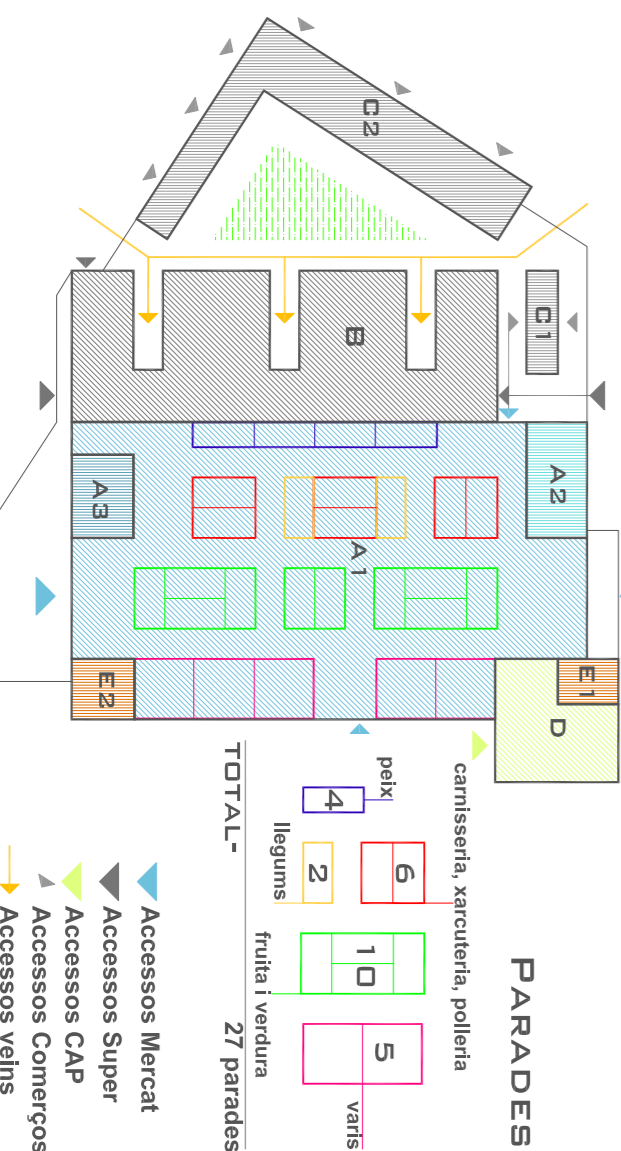 C2
C1
B
A2
A3
A1
E1
E2
D
PARADES
carnisseria, xarcuteria, polleria
peix
4
6
2
llegums
10
fruita i verdura
5
varis
TOTAL- 27 parades
Accessos Mercat
Accessos Super
Accessos CAP
Accessos Comerços
Accessos veins